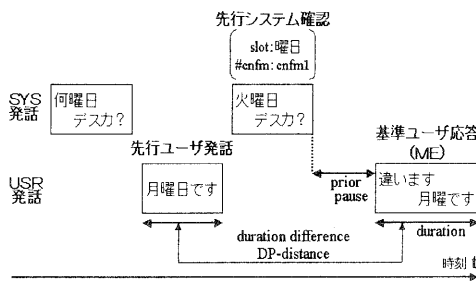 先行システム確認
slot:曜日
#cnfm: cnfm1
SYS
発話
何曜日
デスカ?
火曜日
デスカ?
先行ユーザ発話
基準ユーザ応答
(ME)
USR
発話
月曜日です
prior
pause
違います
月曜です
duration difference
DP-distance
duration
時刻 t